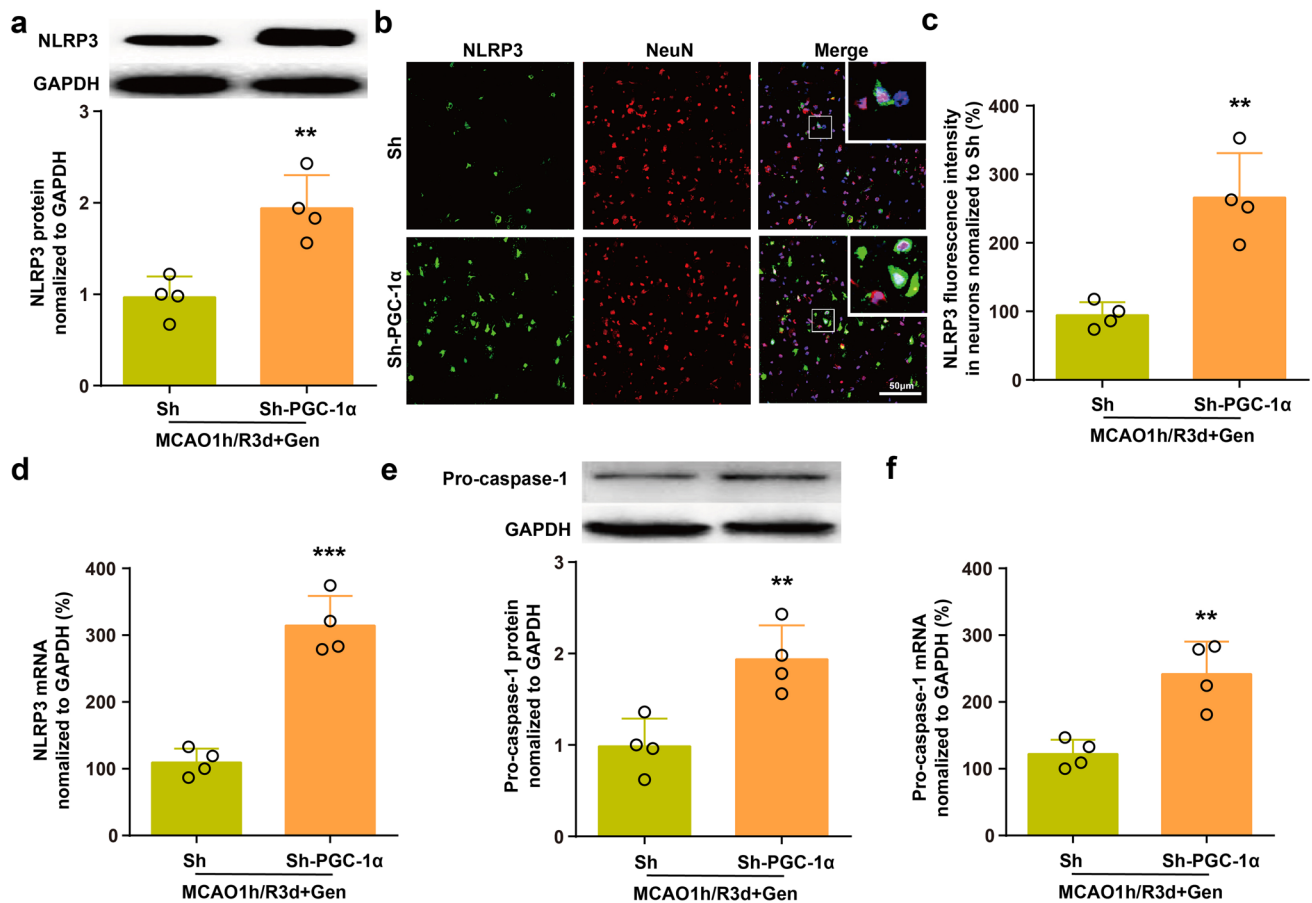 a
NLRP3
GAPDH
NLRP3 protein
normalized to GAPDH
3
2
1
0
**
Sh
Sh-PGC-1α
MCAO1h/R3d+Gen
b
NLRP3
NeuN
Merge
Sh
Sh-PGC-1α
50μm
c
NLRP3 fluorescence intensity
in neurons normalized to Sh (%)
400
300
200
100
0
**
Sh
Sh-PGC-1α
MCAO1h/R3d+Gen
d
NLRP3 mRNA
nomalized to GAPDH (%)
400
300
200
100
0
***
Sh
Sh-PGC-1α
MCAO1h/R3d+Gen
e
Pro-caspase-1
GAPDH
Pro-caspase-1 protein
nomalized to GAPDH
3
2
1
0
**
Sh
Sh-PGC-1α
MCAO1h/R3d+Gen
f
Pro-caspase-1 mRNA
nomalized to GAPDH (%)
400
300
200
100
0
**
Sh
Sh-PGC-1α
MCAO1h/R3d+Gen